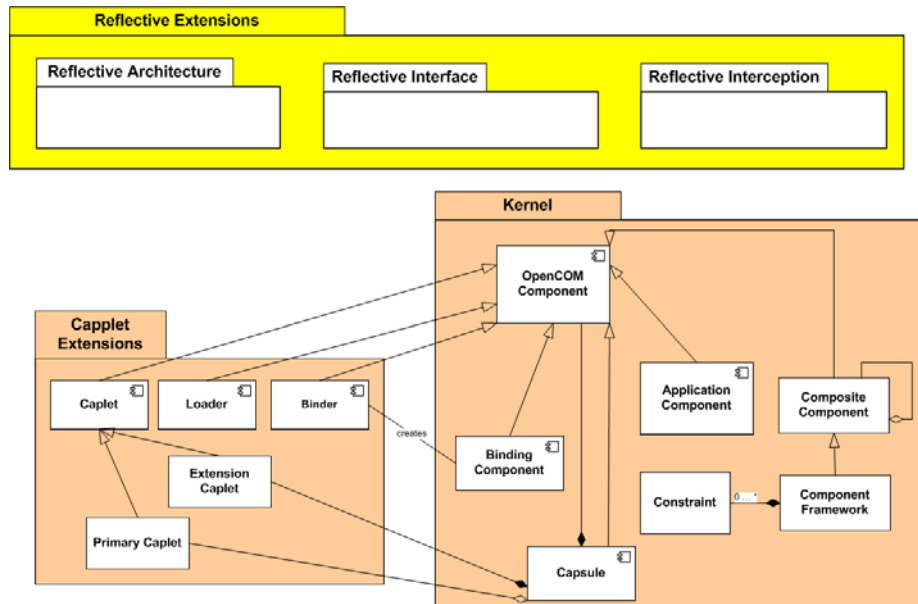 Reflective Extensions
Reflective Architecture
Reflective Interface
Reflective Interception
Kernel
OpenCOM
Component
Capplet
Extensions
Caplet
Loader
Binder
Application
Component
Composite
Component
creates
Binding
Component
Extension
Caplet
Constraint
0 ... *
Component
Framework
Primary Caplet
Capsule